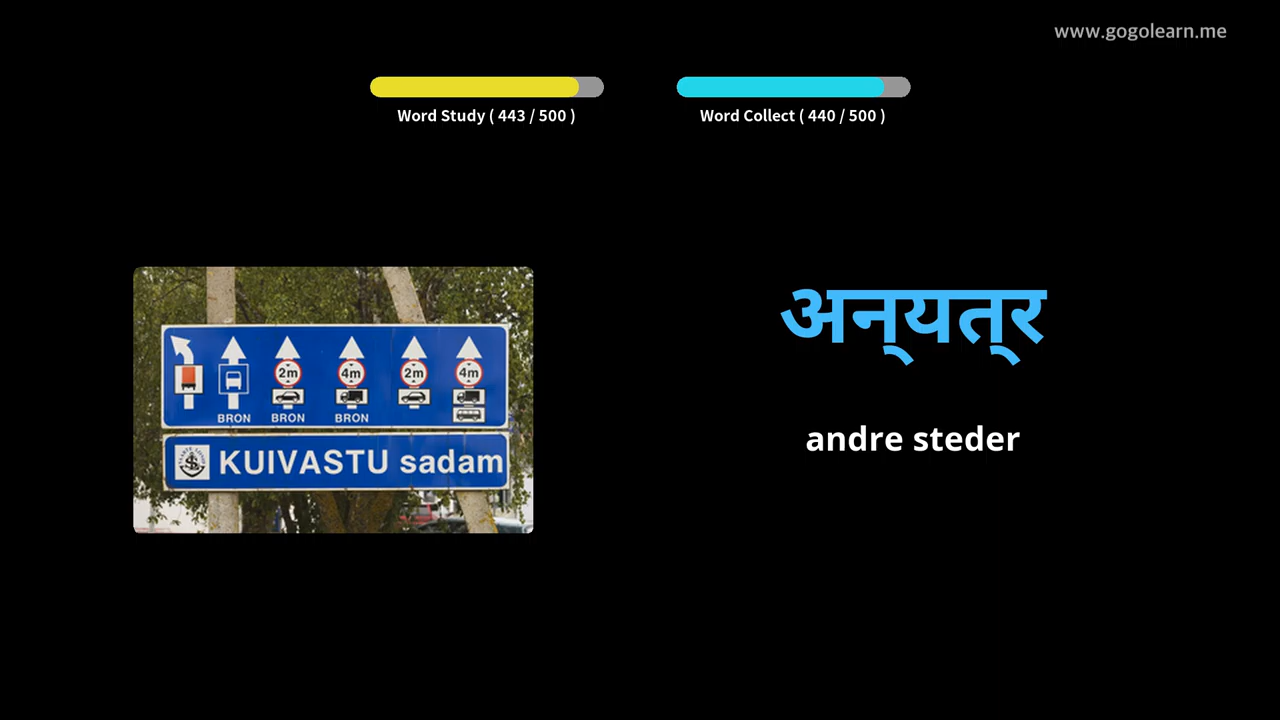 www.gogolearn.me
Word Study ( 443 / 500 )
Word Collect ( 440 / 500 )
2m
4m
2m
4m
BRON
BRON
BRON
KUIVASTU sadam
अन्‌यत्‌र
andre steder